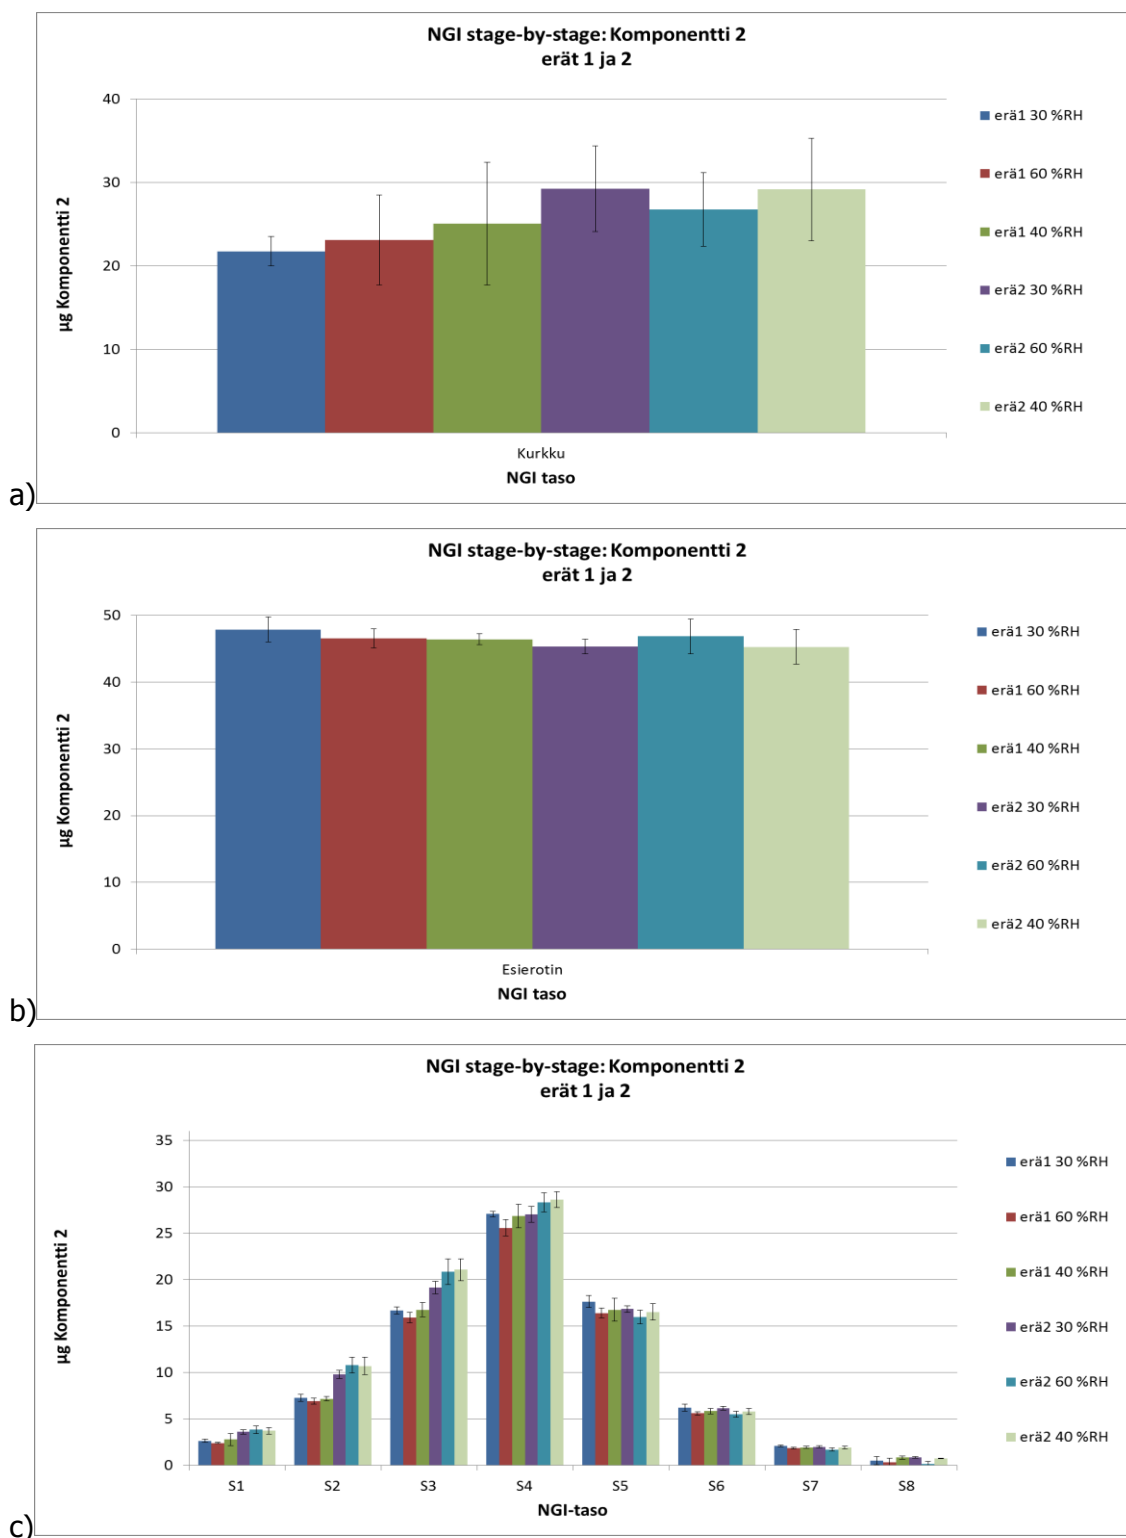 NGI stage-by-stage: Komponentti 2
erät 1 ja 2
40
30
20
10
0
µg Komponentti 2
Kurkku
NGI taso
erä1 30 %RH
erä1 60 %RH
erä1 40 %RH
erä2 30 %RH
erä2 60 %RH
erä2 40 %RH
a)
NGI stage-by-stage: Komponentti 2
erät 1 ja 2
50
40
30
20
10
0
µg Komponentti 2
Esierotin
NGI taso
erä1 30 %RH
erä1 60 %RH
erä1 40 %RH
erä2 30 %RH
erä2 60 %RH
erä2 40 %RH
b)
NGI stage-by-stage: Komponentti 2
erät 1 ja 2
35
30
25
20
15
10
5
0
µg Komponentti 2
S1 S2 S3 S4 S5 S6 S7 S8
NGI-taso
erä1 30 %RH
erä1 60 %RH
erä1 40 %RH
erä2 30 %RH
erä2 60 %RH
erä2 40 %RH
c)